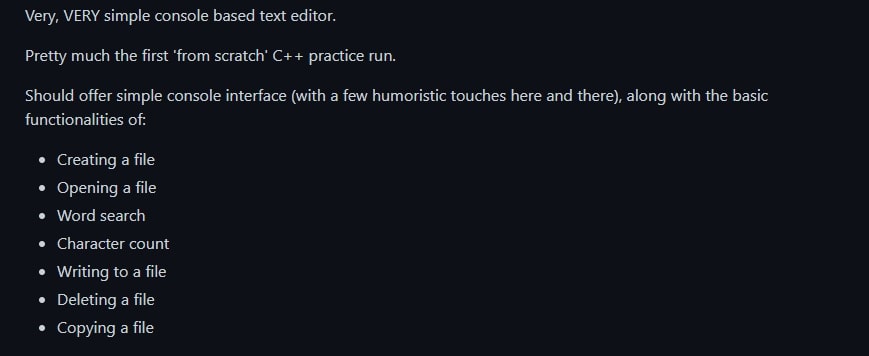 Very, VERY simple console based text editor.
Pretty much the first 'from scratch' C++ practice run.
Should offer simple console interface (with a few humoristic touches here and there), along with the basic
functionalities of:
• Creating a file
• Opening a file
• Word search
• Character count
• Writing to a file
• Deleting a file
• Copying a file